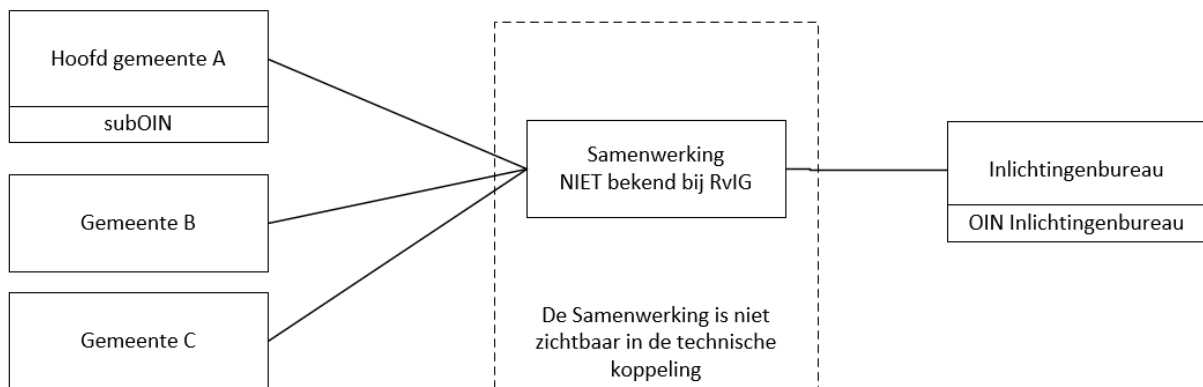 Hoofd gemeente A
subOIN
Gemeente B
Gemeente C
Samenwerking
NIET bekend bij RvIG
De Samenwerking is niet
zichtbaar in de technische
koppeling
Inlichtingenbureau
OIN Inlichtingenbureau